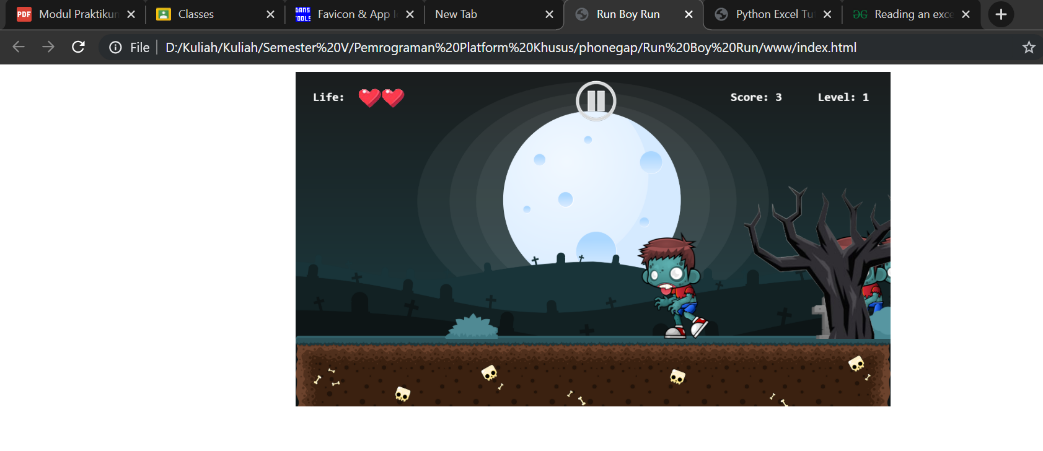 Modul Praktikun
Classes
Favicon & App I
New Tab
Run Boy Run
Python Excel Tu
Reading an exce
File
D:/Kuliah/Kuliah/Semester%20V/Pemrograman%20Platform%20Khusus/phonegap/Run%20Boy%20Run/www/index.html
Life:
Score: 3
Level: 1